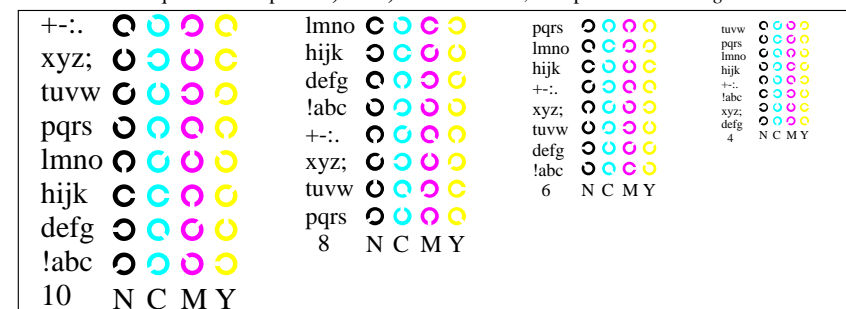 +-:.
xyz;
tuvw
pqrs
lmno
hijk
defg
!abc
10 N C M Y
lmno
hijk
defg
!abc
+-:.
xyz;
tuvw
pqrs
8 N C M Y
pqrs
lmno
hijk
+-:.
xyz;
tuvw
defg
!abc
6 N C M Y
tuvw
pqrs
lmno
hijk
+-:.
!abc
xyz;
defg
4 N C M Y